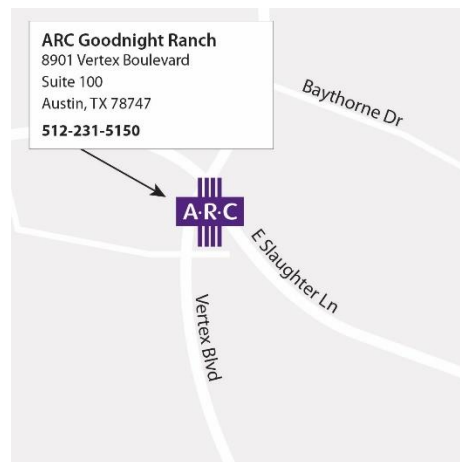 ARC Goodnight Ranch
8901 Vertex Boulevard
Suite 100
Austin, TX 78747
512-231-5150
Baythorne Dr
A·R·C
E Slaughter Ln
Vertex Blvd